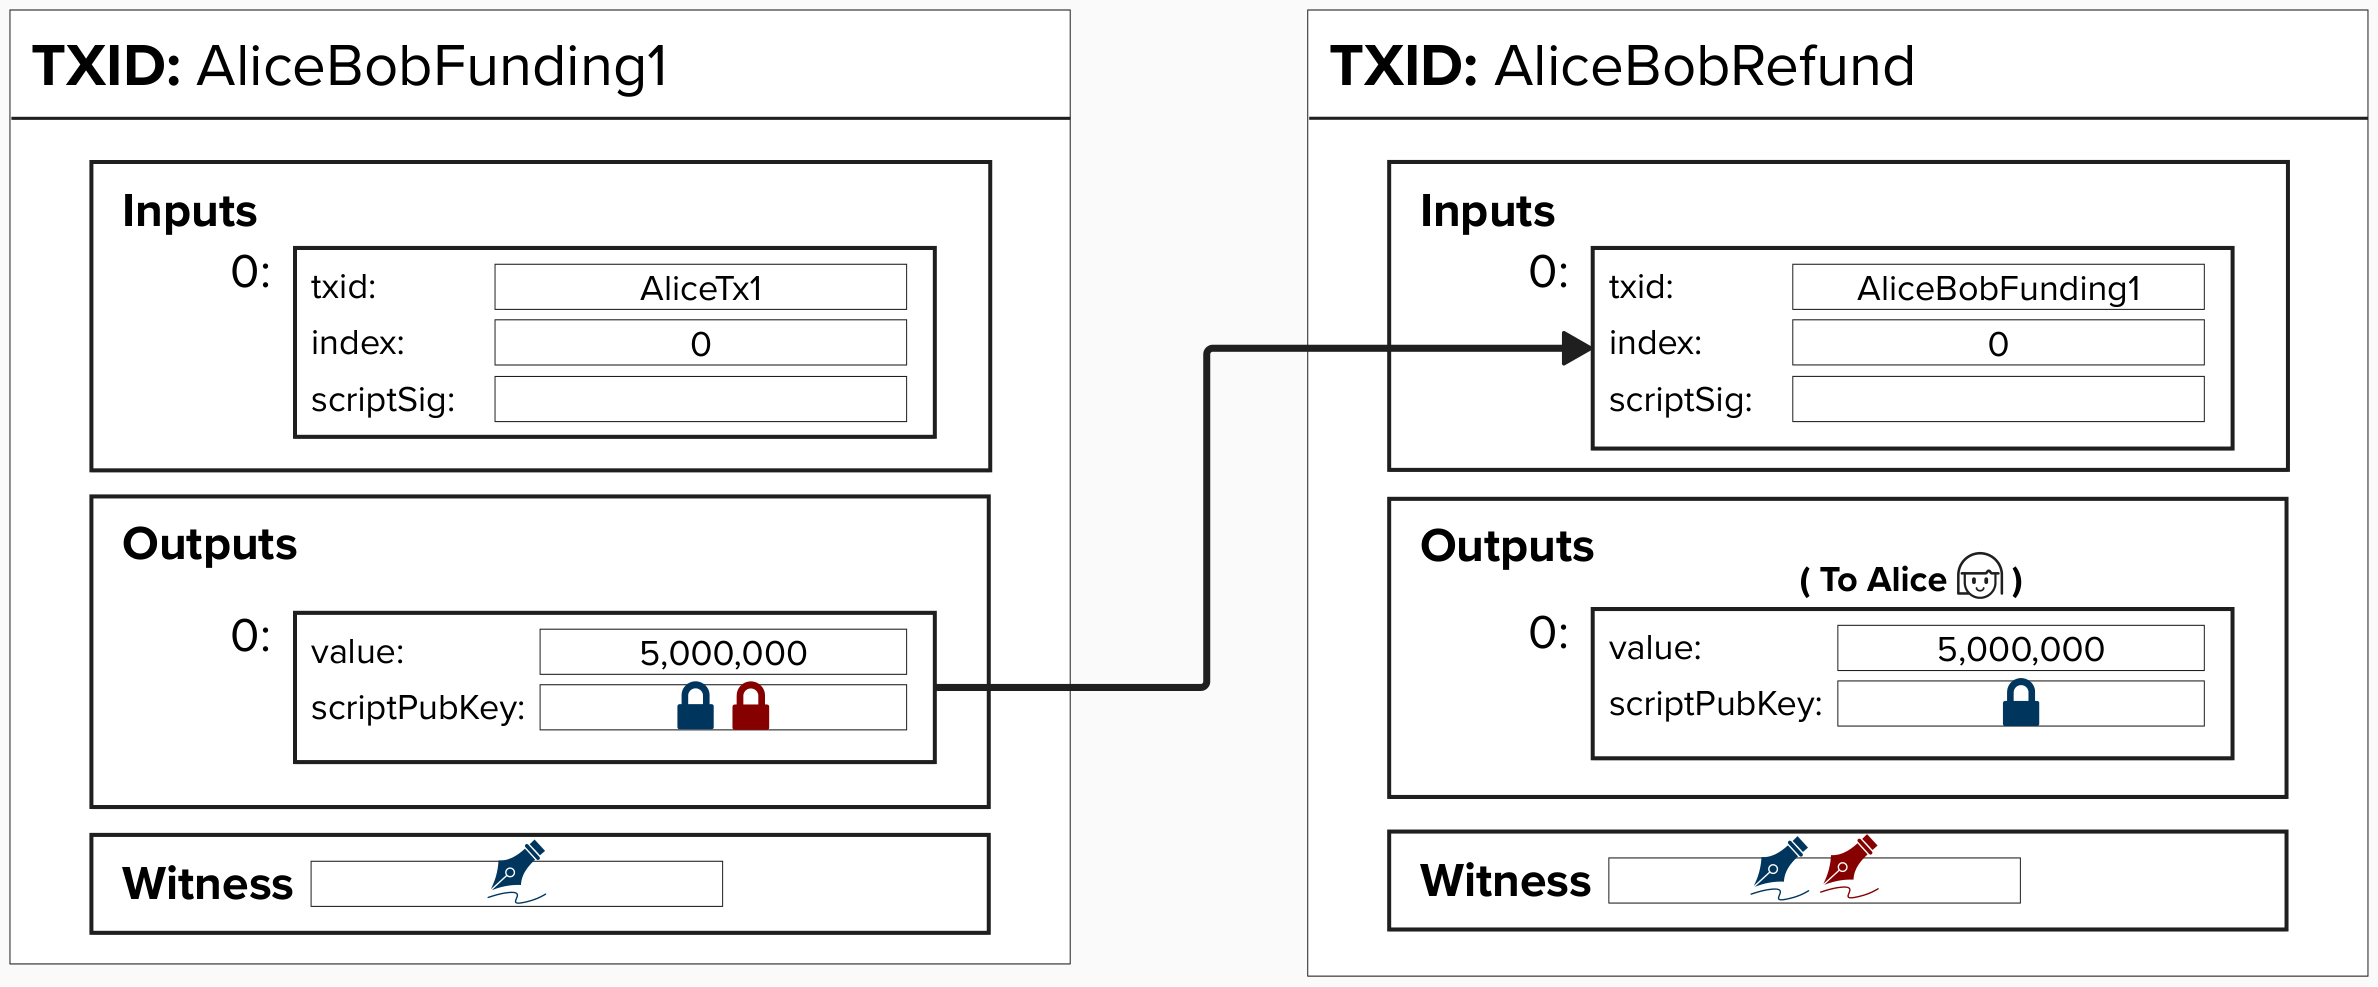 TXID: AliceBobFunding1
Inputs
0:
txid: AliceTx1
index: 0
scriptSig:
Outputs
0:
value: 5,000,000
scriptPubKey:
Witness
TXID: AliceBobRefund
Inputs
0:
txid: AliceBobFunding1
index: 0
scriptSig:
Outputs
( To Alice )
0:
value: 5,000,000
scriptPubKey:
Witness